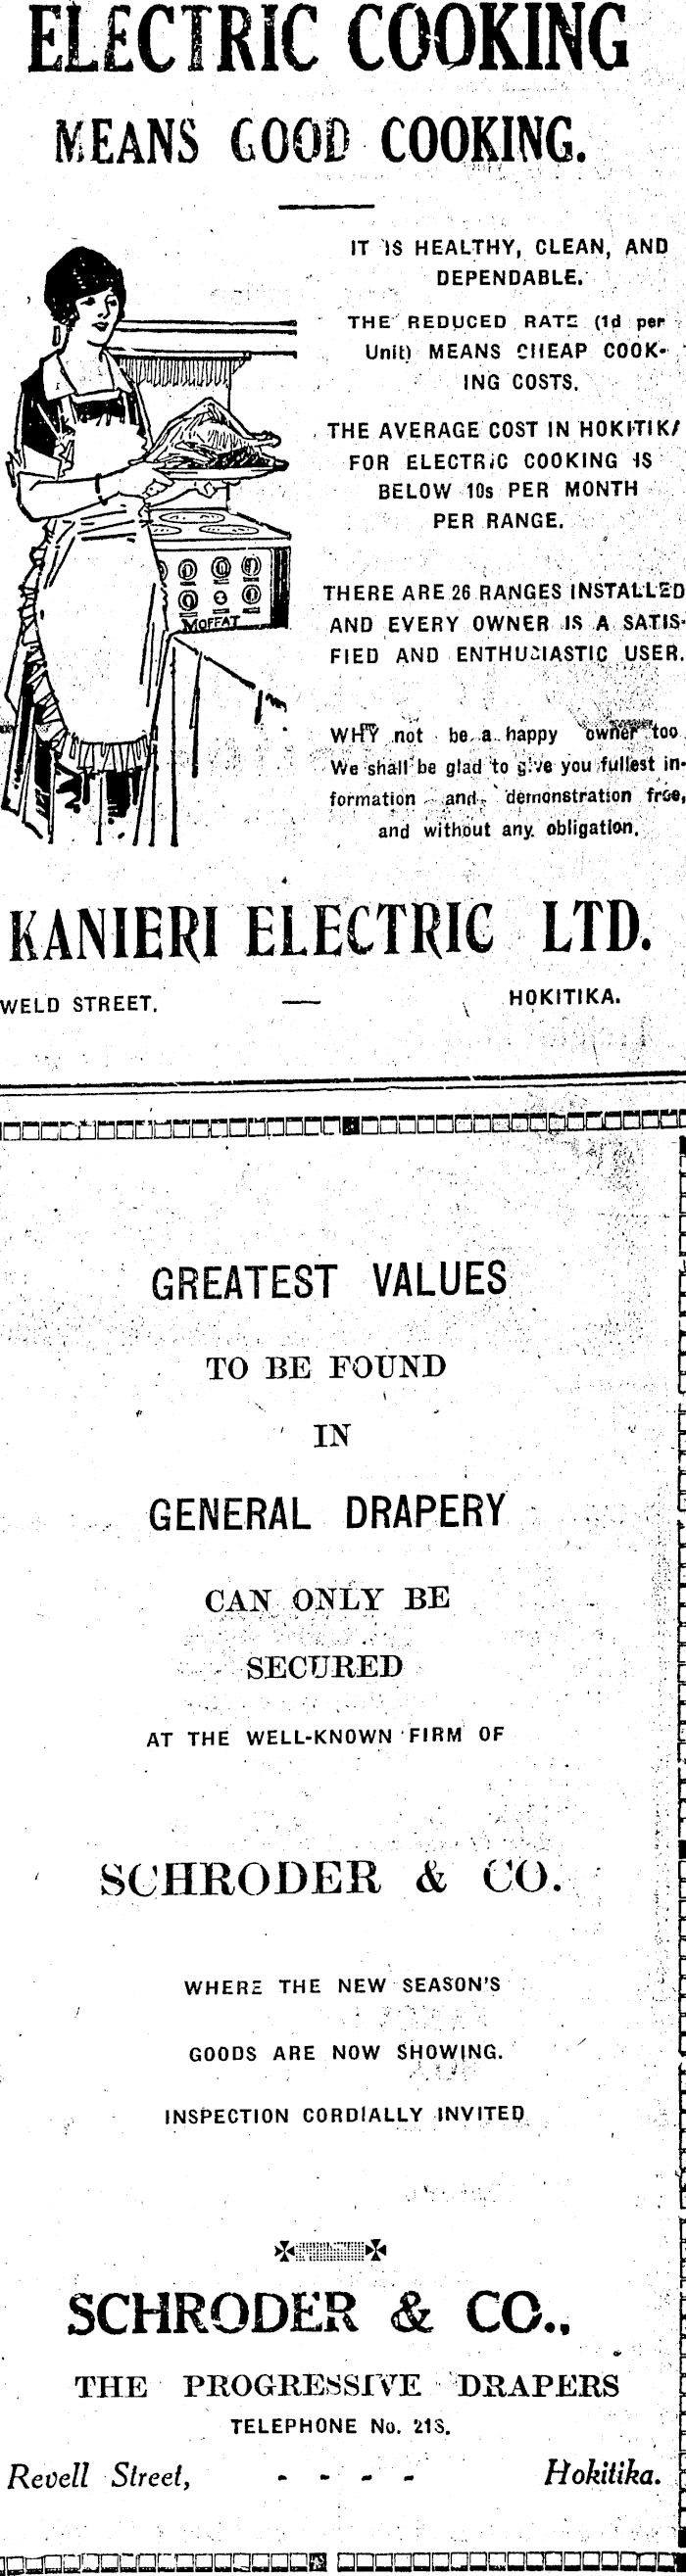 ELECTRIC COOKING
MEANS GOOD COOKING.
IT IS HEALTHY, CLEAN, AND
DEPENDABLE.
THE REDUCED RATE (1d per
Unit) MEANS CHEAP COOK-
ING COSTS.
THE AVERAGE COST IN HOKITIKA
FOR ELECTRIC COOKING IS
BELOW 10s PER MONTH
PER RANGE.
MOFFAT
THERE ARE 26 RANGES INSTALLED
AND EVERY OWNER IS A SATIS-
FIED AND ENTHUSIASTIC USER.
WHY not be a happy owner too
We shall be glad to give you fullest in-
formation and demonstration free,
and without any obligation.
KANIERI ELECTRIC LTD.
WELD STREET. — HOKITIKA.
GREATEST VALUES
TO BE FOUND
IN
GENERAL DRAPERY
CAN ONLY BE
SECURED
AT THE WELL-KNOWN FIRM OF
SCHRODER & CO.
WHERE THE NEW SEASON'S
GOODS ARE NOW SHOWING.
INSPECTION CORDIALLY INVITED
SCHRODER & CO.,
THE PROGRESSIVE DRAPERS
TELEPHONE No.
Revell Street, - - - - Hokitika.